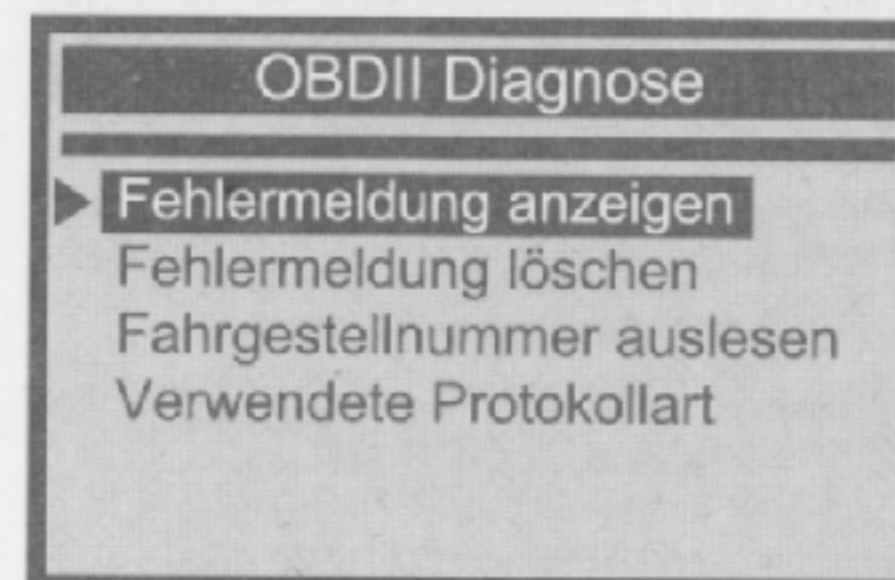 OBDII Diagnose
Fehlermeldung anzeigen
Fehlermeldung löschen
Fahrgestellnummer auslesen
Verwendete Protokollart